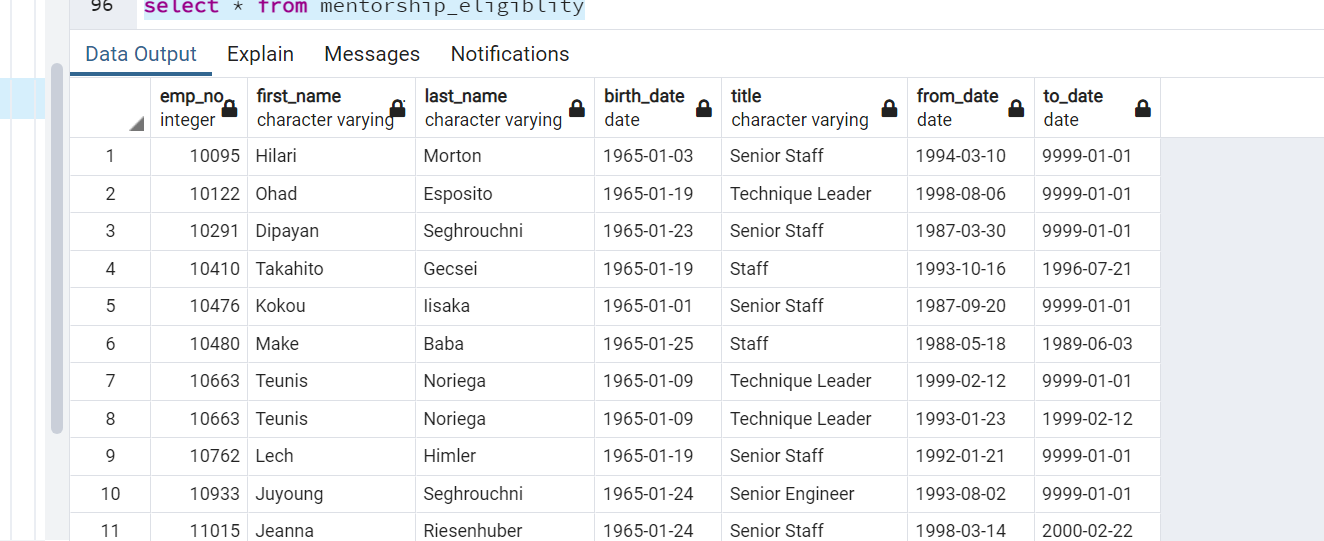 96 select * from mentorship_eligiblity
Data Output Explain Messages Notifications
emp_no first_name last_name birth_date title from_date to_date
integer character varying character varying date character varying date date
1 10095 Hilari Morton 1965-01-03 Senior Staff 1994-03-10 9999-01-01
2 10122 Ohad Esposito 1965-01-19 Technique Leader 1998-08-06 9999-01-01
3 10291 Dipayan Seghrouchni 1965-01-23 Senior Staff 1987-03-30 9999-01-01
4 10410 Takahito Gecsei 1965-01-19 Staff 1993-10-16 1996-07-21
5 10476 Kokou Iisaka 1965-01-01 Senior Staff 1987-09-20 9999-01-01
6 10480 Make Baba 1965-01-25 Staff 1988-05-18 1989-06-03
7 10663 Teunis Noriega 1965-01-09 Technique Leader 1999-02-12 9999-01-01
8 10663 Teunis Noriega 1965-01-09 Technique Leader 1993-01-23 1999-02-12
9 10762 Lech Himler 1965-01-19 Senior Staff 1992-01-21 9999-01-01
10 10933 Juyoung Seghrouchni 1965-01-24 Senior Engineer 1993-08-02 9999-01-01
11 11015 Jeanna Riesenhuber 1965-01-24 Senior Staff 1998-03-14 2000-02-22